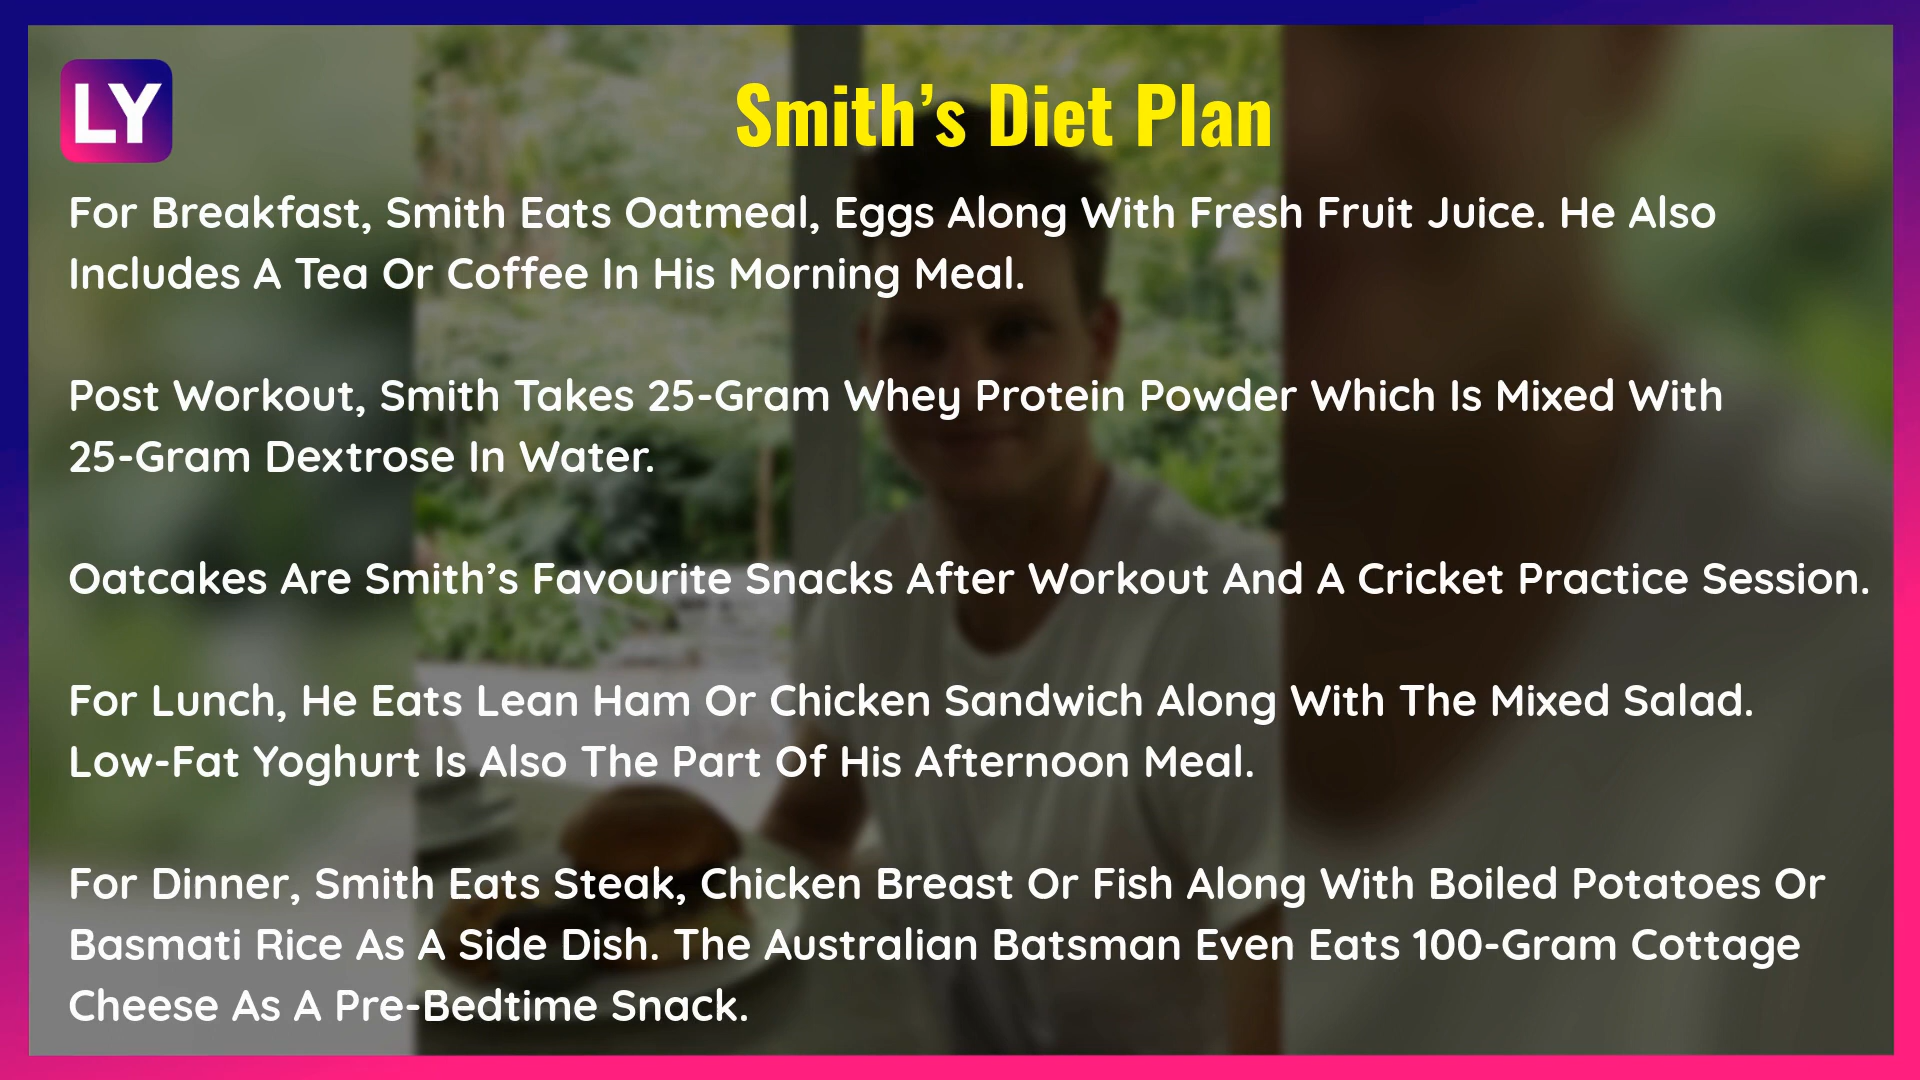 LY
Smith’s Diet Plan
For Breakfast, Smith Eats Oatmeal, Eggs Along With Fresh Fruit Juice. He Also
Includes A Tea Or Coffee In His Morning Meal.
Post Workout, Smith Takes 25-Gram Whey Protein Powder Which Is Mixed With
25-Gram Dextrose In Water.
Oatcakes Are Smith’s Favourite Snacks After Workout And A Cricket Practice Session.
For Lunch, He Eats Lean Ham Or Chicken Sandwich Along With The Mixed Salad.
Low-Fat Yoghurt Is Also The Part Of His Afternoon Meal.
For Dinner, Smith Eats Steak, Chicken Breast Or Fish Along With Boiled Potatoes Or
Basmati Rice As A Side Dish. The Australian Batsman Even Eats 100-Gram Cottage
Cheese As A Pre-Bedtime Snack.